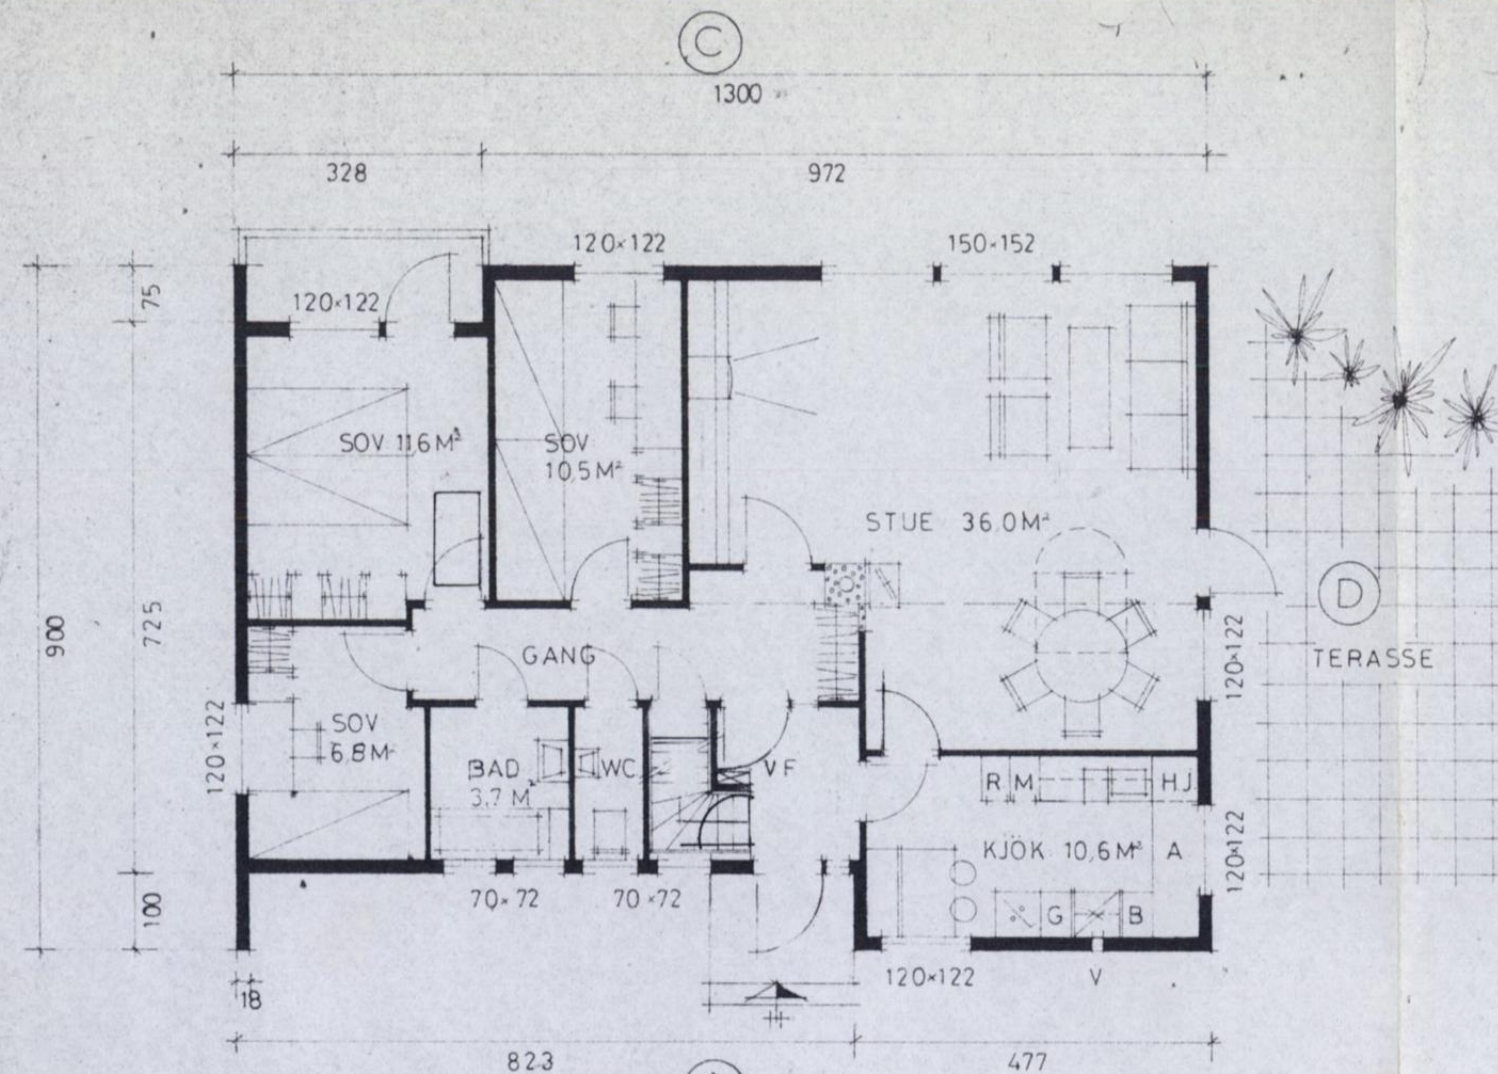 C
1300
328
972
120×122
150×152
75
120×122
SOV 11,6 M²
SOV
10,5 M²
STUE 36,0 M²
D
TERASSE
900
725
GANG
120×122
120×122
SOV
6,8 M²
BAD
3,7 M²
WC
VF
R M
HJ
KJÖK 10,6 M²
A
120×122
G
B
100
70×72
70×72
120×122
V
18
823
477